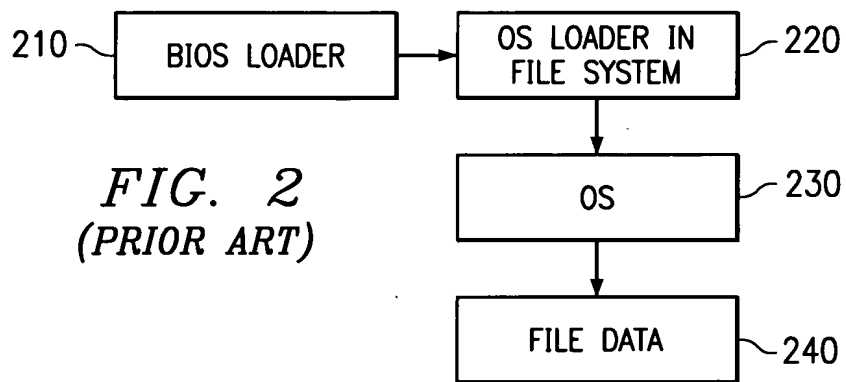 210
BIOS LOADER
OS LOADER IN
FILE SYSTEM
220
OS
230
FIG. 2
(PRIOR ART)
FILE DATA
240